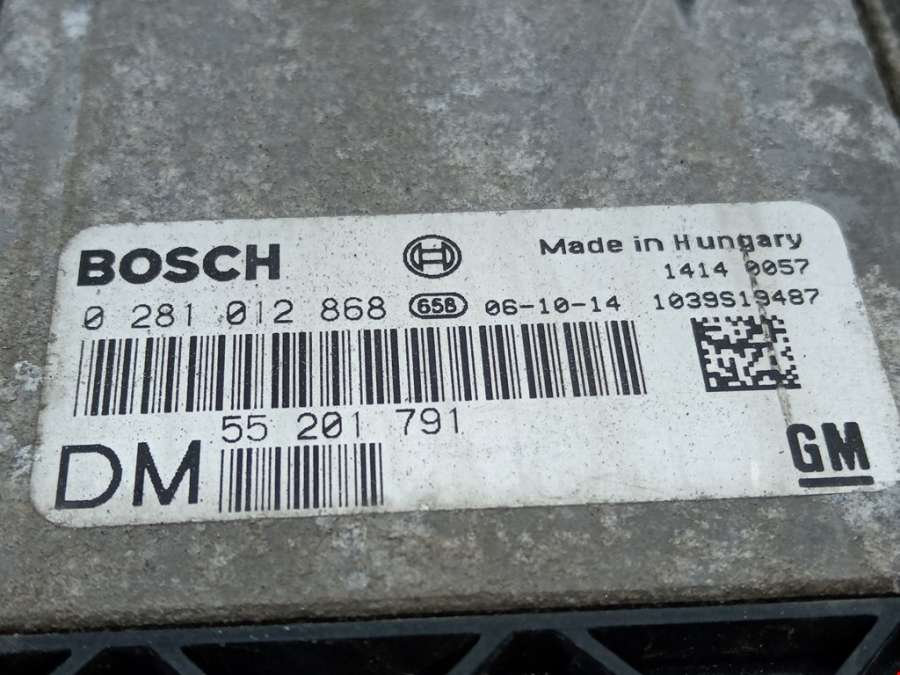 BOSCH
Made in Hungary
1414 0057
0 281 012 868 658 06-10-14 1039S19487
55 201 791
DM
GM